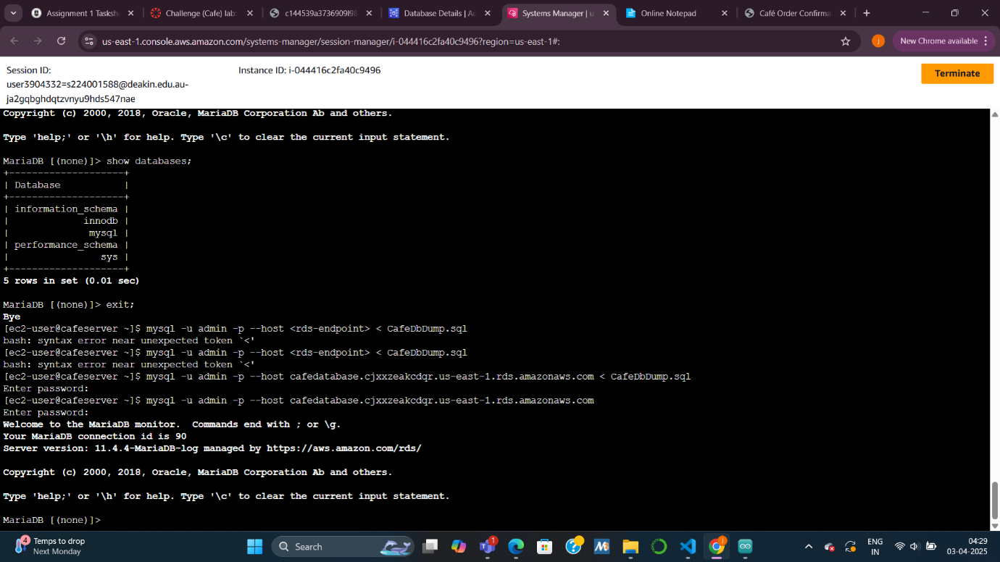 Assignment 1 Taskshe
Challenge (Cafe) lab:
c144539a3736909l98
Database Details | Au
Systems Manager | us
Online Notepad
Café Order Confirma
us-east-1.console.aws.amazon.com/systems-manager/session-manager/i-044416c2fa40c9496?region=us-east-1#:
j
New Chrome available
Session ID:
user3904332=s224001588@deakin.edu.au-
ja2gqbghdqtzvnyu9hds547nae
Instance ID: i-044416c2fa40c9496
Terminate
Copyright (c) 2000, 2018, Oracle, MariaDB Corporation Ab and others.
Type 'help;' or '\h' for help. Type '\c' to clear the current input statement.
MariaDB [(none)]> show databases;
+--------------------+
| Database           |
+--------------------+
| information_schema |
|             innodb |
|              mysql |
| performance_schema |
|                sys |
+--------------------+
5 rows in set (0.01 sec)
MariaDB [(none)]> exit;
Bye
[ec2-user@cafeserver ~]$ mysql -u admin -p --host <rds-endpoint> < CafeDbDump.sql
bash: syntax error near unexpected token `<'
[ec2-user@cafeserver ~]$ mysql -u admin -p --host <rds-endpoint> < CafeDbDump.sql
bash: syntax error near unexpected token `<'
[ec2-user@cafeserver ~]$ mysql -u admin -p --host cafedatabase.cjxxzeakcdqr.us-east-1.rds.amazonaws.com < CafeDbDump.sql
Enter password:
[ec2-user@cafeserver ~]$ mysql -u admin -p --host cafedatabase.cjxxzeakcdqr.us-east-1.rds.amazonaws.com
Enter password:
Welcome to the MariaDB monitor.  Commands end with ; or \g.
Your MariaDB connection id is 90
Server version: 11.4.4-MariaDB-log managed by https://aws.amazon.com/rds/
Copyright (c) 2000, 2018, Oracle, MariaDB Corporation Ab and others.
Type 'help;' or '\h' for help. Type '\c' to clear the current input statement.
MariaDB [(none)]>
4
Temps to drop
Next Monday
Search
1
ENG
IN
04:29
03-04-2025